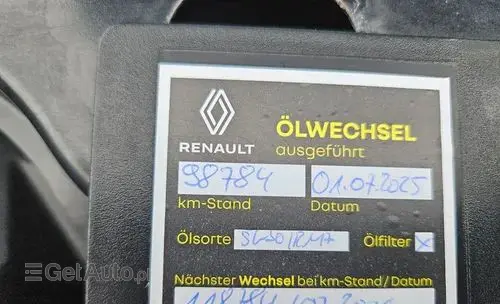 RENAULT
ÖLWECHSEL
ausgeführt
98784 01.07.2025
km-Stand Datum
Ölsorte Ölfilter x
Nächster Wechsel bei km-Stand / Datum
GetAuto.pl